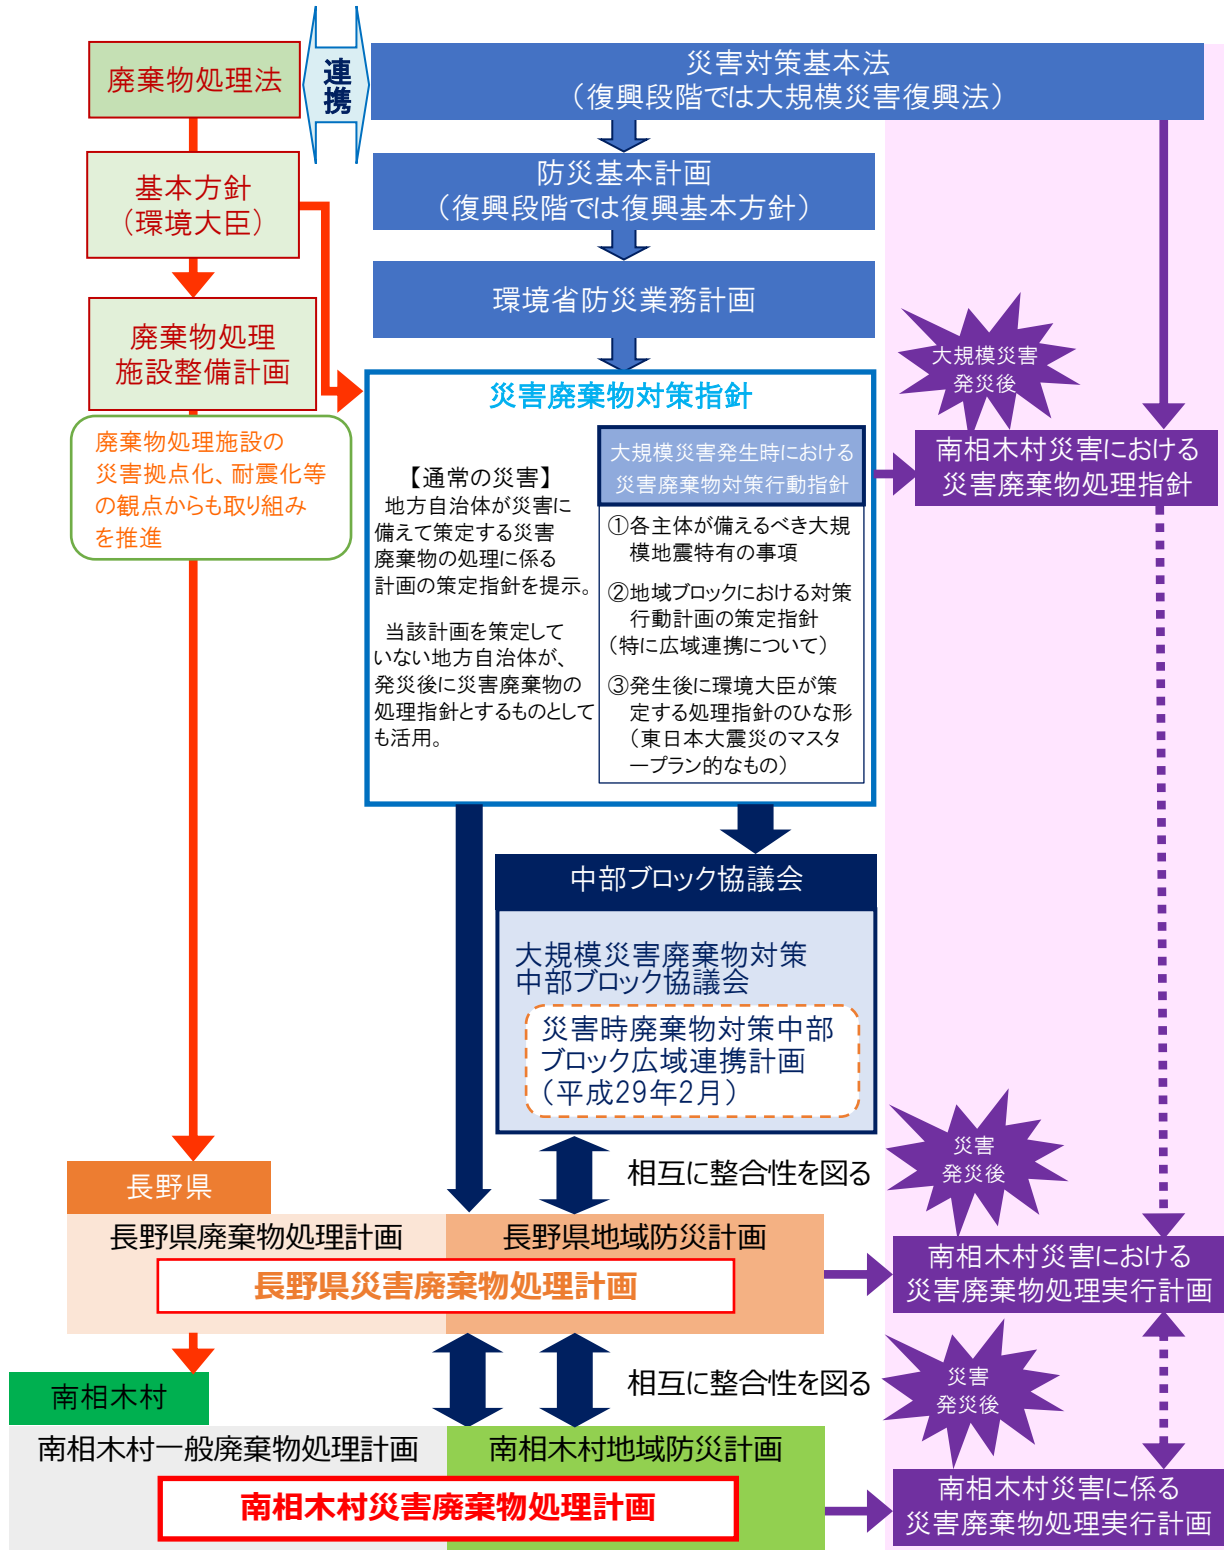 廃棄物処理法
連
携
災害対策基本法
（復興段階では大規模災害復興法）
基本方針
（環境大臣）
防災基本計画
（復興段階では復興基本方針）
環境省防災業務計画
廃棄物処理
施設整備計画
廃棄物処理施設の
災害拠点化、耐震化等
の観点からも取り組み
を推進
災害廃棄物対策指針
【通常の災害】
地方自治体が災害に
備えて策定する災害
廃棄物の処理に係る
計画の策定指針を提示。
当該計画を策定して
いない地方自治体が、
発災後に災害廃棄物の
処理指針とするものとして
も活用。
大規模災害発生時における
災害廃棄物対策行動指針
①各主体が備えるべき大規
模地震特有の事項
②地域ブロックにおける対策
行動計画の策定指針
（特に広域連携について）
③発生後に環境大臣が策
定する処理指針のひな形
（東日本大震災のマスタ
ープラン的なもの）
大規模災害
発災後
南相木村災害における
災害廃棄物処理指針
中部ブロック協議会
大規模災害廃棄物対策
中部ブロック協議会
災害時廃棄物対策中部
ブロック広域連携計画
（平成29年2月）
相互に整合性を図る
災害
発災後
長野県
長野県廃棄物処理計画
長野県地域防災計画
長野県災害廃棄物処理計画
南相木村災害における
災害廃棄物処理実行計画
相互に整合性を図る
災害
発災後
南相木村
南相木村一般廃棄物処理計画
南相木村地域防災計画
南相木村災害廃棄物処理計画
南相木村災害に係る
災害廃棄物処理実行計画